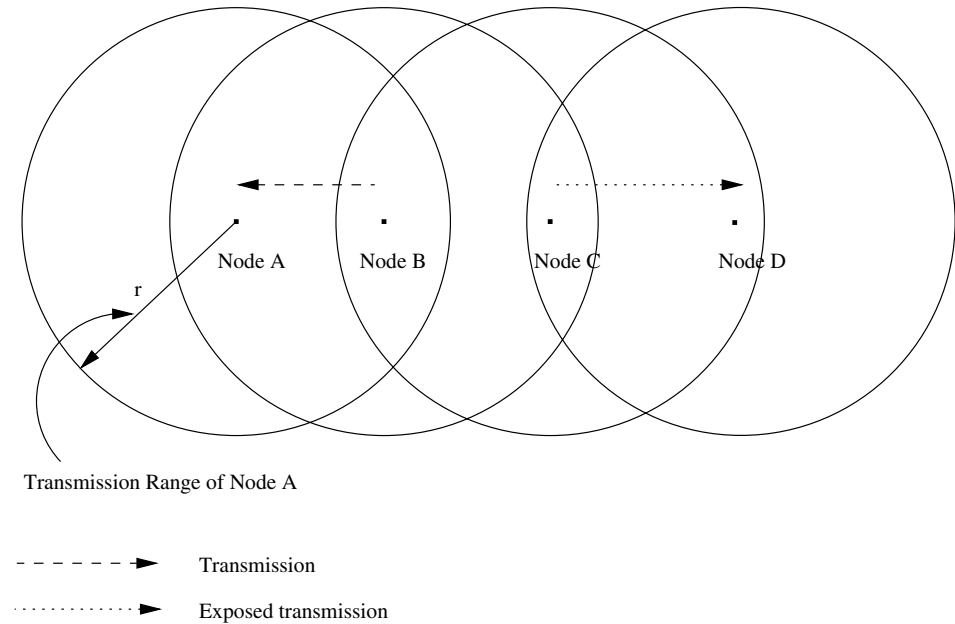 Node A
Node B
Node C
Node D
r
Transmission Range of Node A
Transmission
Exposed transmission